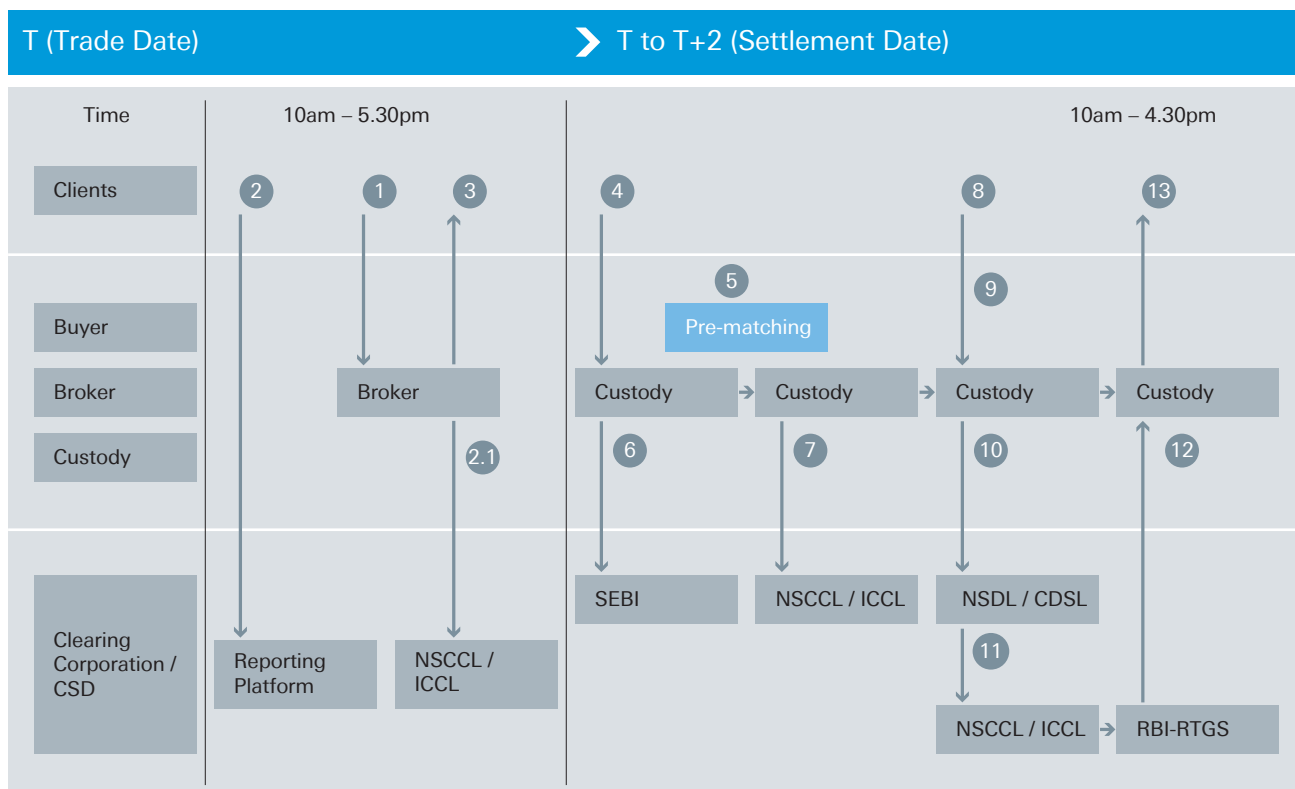 T (Trade Date)
T to T+2 (Settlement Date)
Time
10am – 5.30pm
10am – 4.30pm
Clients
2
1
3
4
8
13
5
9
Buyer
Pre-matching
Broker
Broker
Custody
Custody
Custody
Custody
Custody
2.1
6
7
10
12
SEBI
NSCCL / ICCL
NSDL / CDSL
Clearing
Corporation /
CSD
Reporting
Platform
NSCCL /
ICCL
11
NSCCL / ICCL
RBI-RTGS